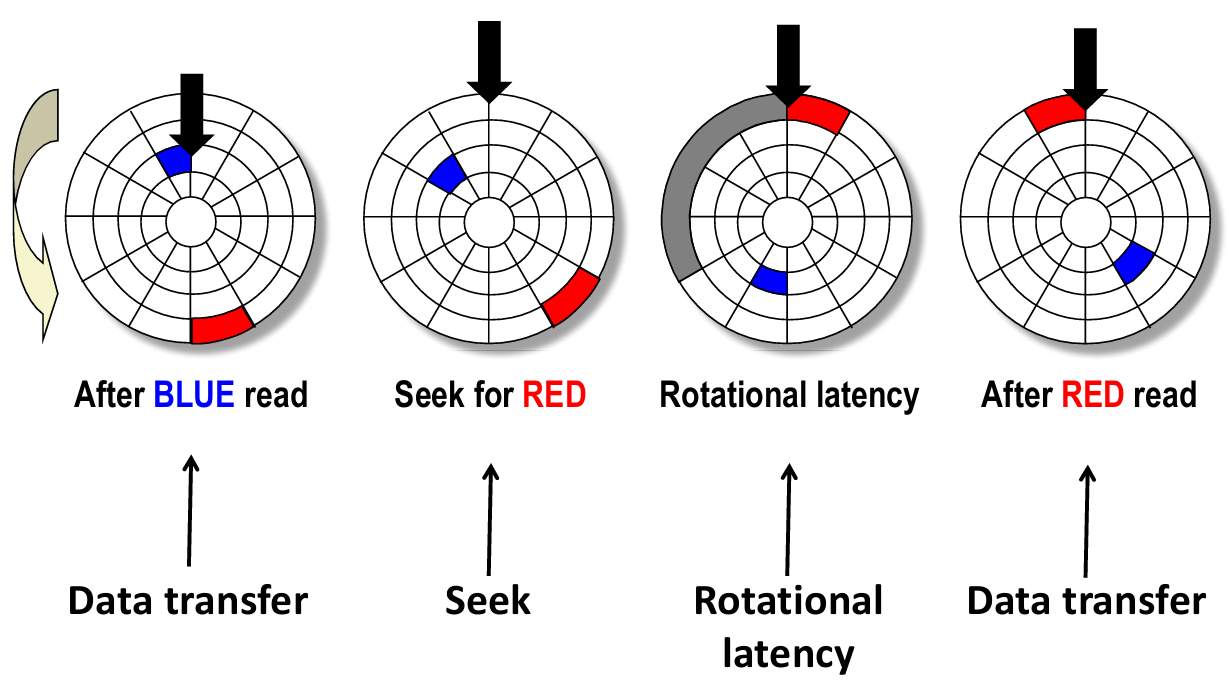 After BLUE read
Seek for RED
Rotational latency
After RED read
Data transfer
Seek
Rotational
latency
Data transfer